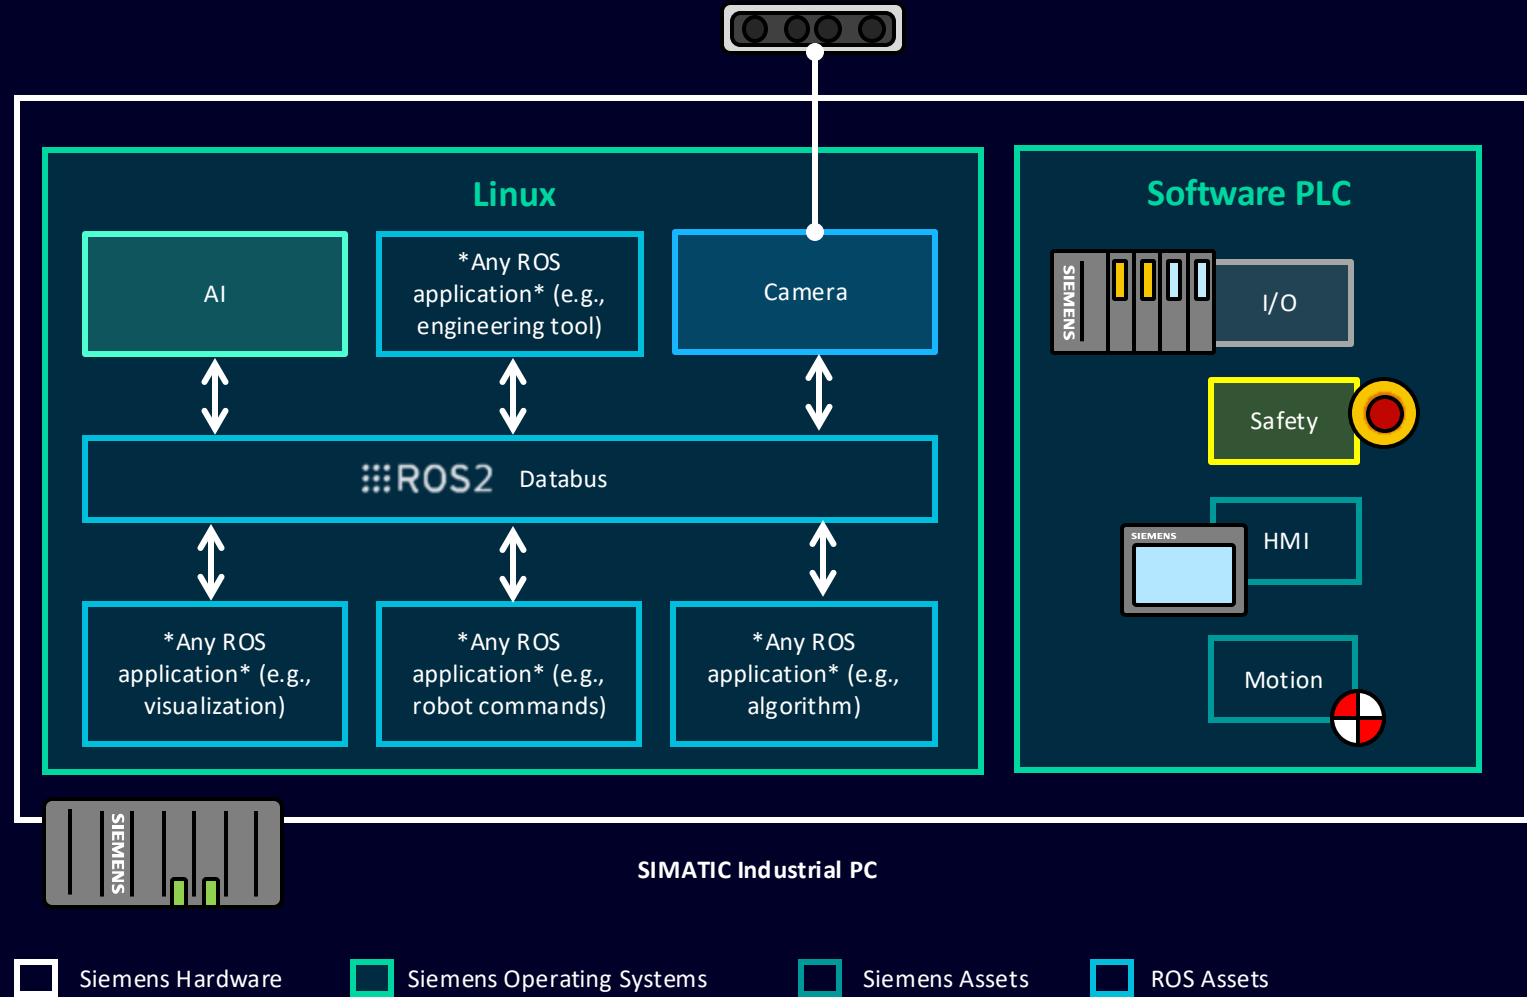 Linux
Software PLC
AI
*Any ROS
application* (e.g.,
engineering tool)
Camera
SIEMENS
I/O
Safety
ROS2 Databus
SIEMENS
HMI
*Any ROS
application* (e.g.,
visualization)
*Any ROS
application* (e.g.,
robot commands)
*Any ROS
application* (e.g.,
algorithm)
Motion
SIEMENS
SIMATIC Industrial PC
Siemens Hardware
Siemens Operating Systems
Siemens Assets
ROS Assets